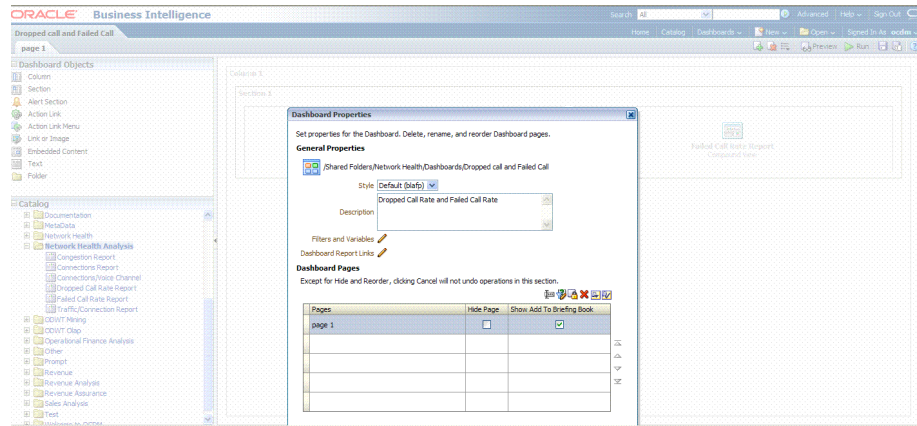 ORACLE Business Intelligence
Search All Advanced Help Sign Out
Dropped call and Failed Call
Home Catalog Dashboards New Open Signed In As ocdm
page 1
Preview Run
Dashboard Objects
Column
Section
Alert Section
Action Link
Action Link Menu
Link or Image
Embedded Content
Text
Folder
Catalog
Documentation
MetaData
Network Health
Network Health Analysis
Congestion Report
Connections Report
Connections/Voice Channel
Dropped Call Rate Report
Failed Call Rate Report
Traffic/Connection Report
ODWT Mining
ODWT Olap
Operational Finance Analysis
Other
Prompt
Revenue
Revenue Analysis
Revenue Assurance
Sales Analysis
Test
Welcome to OCDM
Column 1
Section 1
Failed Call Rate Report
Compound View
Dashboard Properties
Set properties for the Dashboard. Delete, rename, and reorder Dashboard pages.
General Properties
/Shared Folders/Network Health/Dashboards/Dropped call and Failed Call
Style Default (blafp)
Description Dropped Call Rate and Failed Call Rate
Filters and Variables
Dashboard Report Links
Dashboard Pages
Except for Hide and Reorder, clicking Cancel will not undo operations in this section.
Pages Hide Page Show Add To Briefing Book
page 1